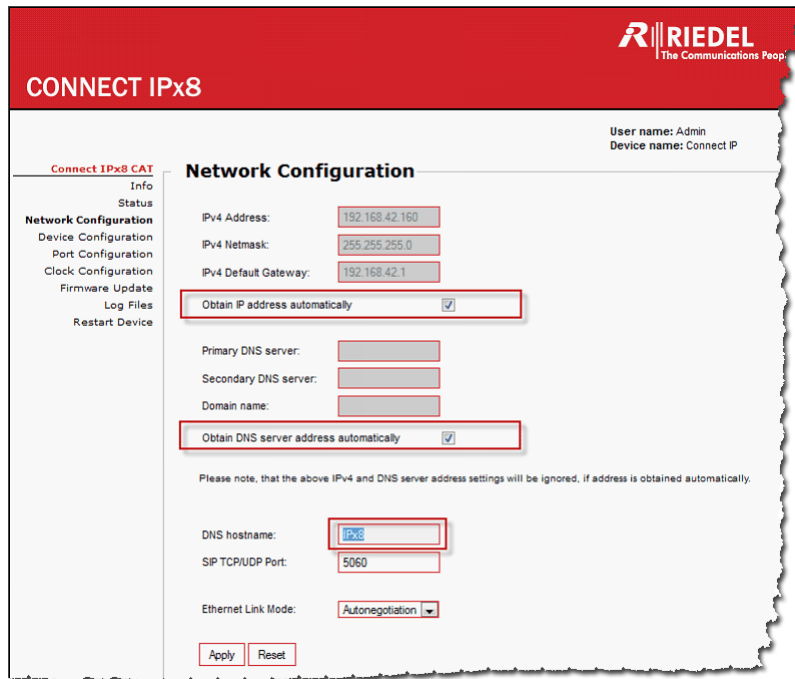 RIEDEL
The Communications Peop
CONNECT IPx8
User name: Admin
Device name: Connect IP
Connect IPx8 CAT
Info
Status
Network Configuration
Device Configuration
Port Configuration
Clock Configuration
Firmware Update
Log Files
Restart Device
Network Configuration
IPv4 Address: 192.168.42.160
IPv4 Netmask: 255.255.255.0
IPv4 Default Gateway: 192.168.42.1
Obtain IP address automatically
Primary DNS server:
Secondary DNS server:
Domain name:
Obtain DNS server address automatically
Please note, that the above IPv4 and DNS server address settings will be ignored, if address is obtained automatically.
DNS hostname: IPx8
SIP TCP/UDP Port: 5060
Ethernet Link Mode: Autonegotiation
Apply Reset